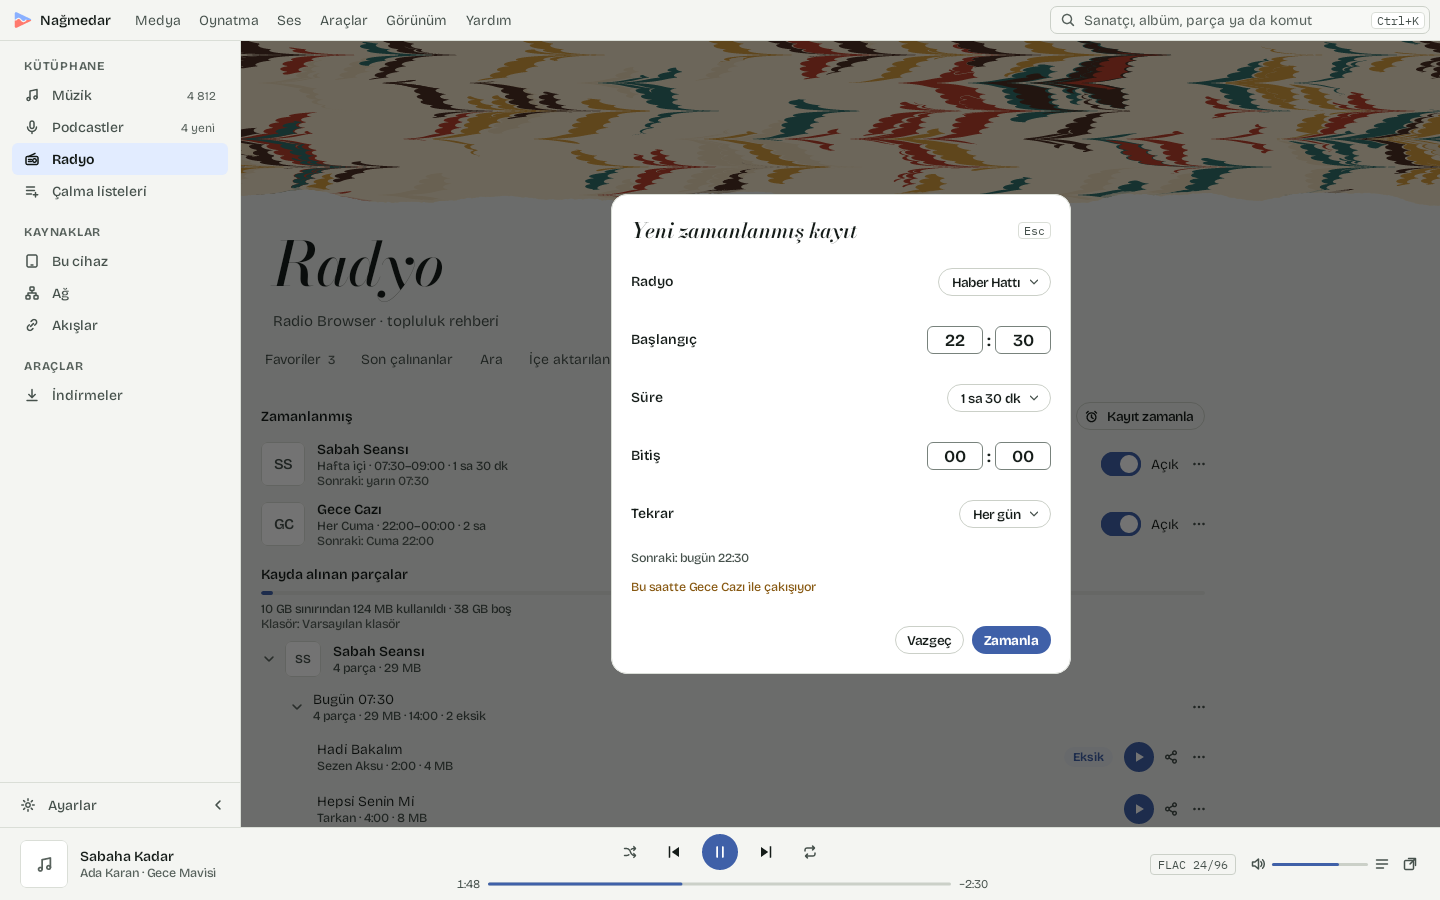 Nağmedar
Medya
Oynatma
Ses
Araçlar
Görünüm
Yardım
Sanatçı, albüm, parça ya da komut
Ctrl+K
KÜTÜPHANE
Müzik
4 812
Podcastler
4 yeni
Radyo
Çalma listeleri
KAYNAKLAR
Bu cihaz
Ağ
Akışlar
ARAÇLAR
İndirmeler
Ayarlar
Radyo
Radio Browser · topluluk rehberi
Favoriler 3
Son çalınanlar
Ara
İçe aktarılan
Zamanlanmış
Kayıt zamanla
SS
Sabah Seansı
Hafta içi · 07:30–09:00 · 1 sa 30 dk
Sonraki: yarın 07:30
Açık
GC
Gece Cazı
Her Cuma · 22:00–00:00 · 2 sa
Sonraki: Cuma 22:00
Açık
Kayda alınan parçalar
10 GB sınırından 124 MB kullanıldı · 38 GB boş
Klasör: Varsayılan klasör
SS
Sabah Seansı
4 parça · 29 MB
Bugün 07:30
4 parça · 29 MB · 14:00 · 2 eksik
Hadi Bakalım
Sezen Aksu · 2:00 · 4 MB
Eksik
Hepsi Senin Mi
Tarkan · 4:00 · 8 MB
Yeni zamanlanmış kayıt
Esc
Radyo
Haber Hattı
Başlangıç
22 : 30
Süre
1 sa 30 dk
Bitiş
00 : 00
Tekrar
Her gün
Sonraki: bugün 22:30
Bu saatte Gece Cazı ile çakışıyor
Vazgeç
Zamanla
Sabaha Kadar
Ada Karan · Gece Mavisi
1:48
−2:30
FLAC 24/96